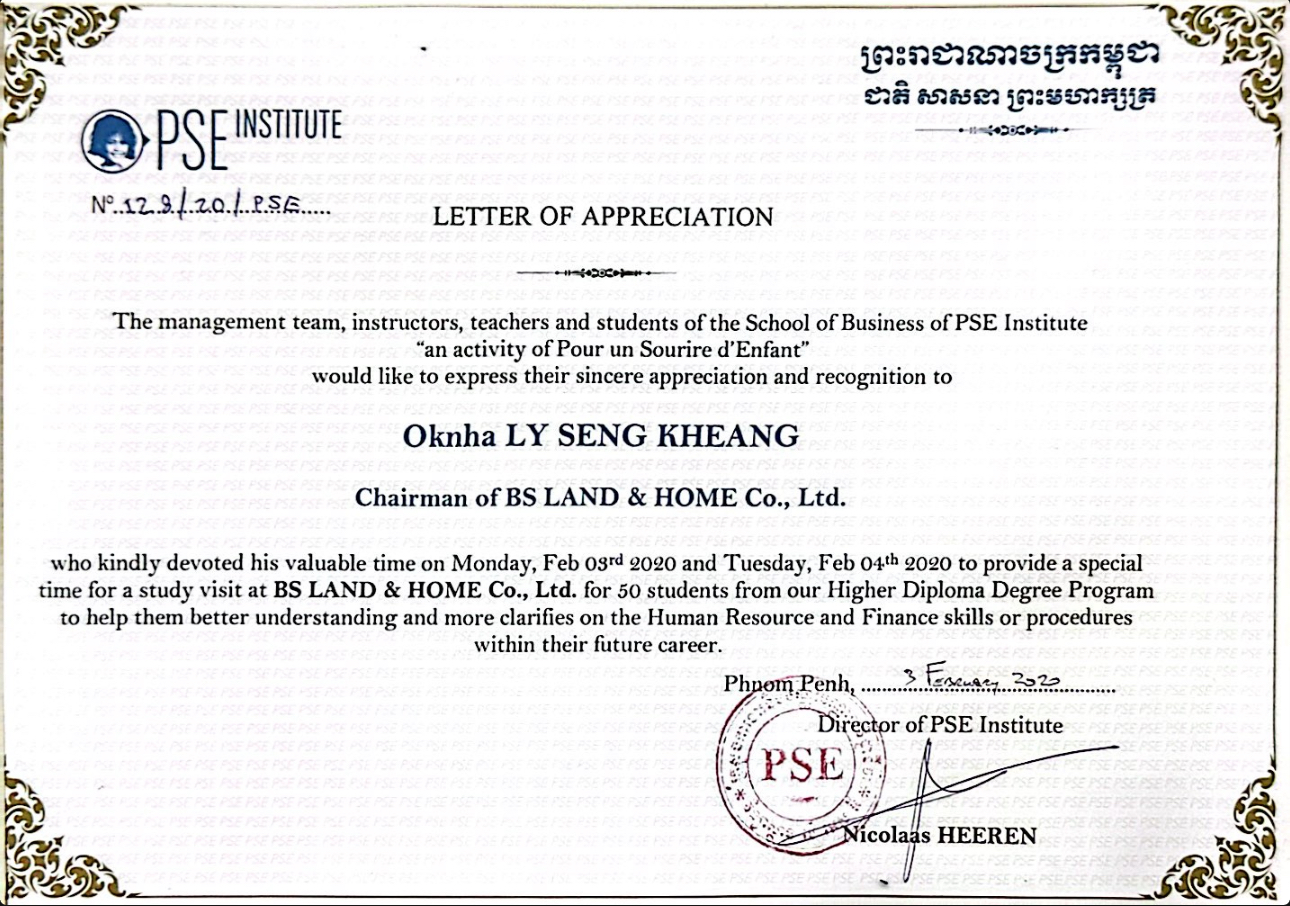 ព្រះរាជាណាចក្រកម្ពុជា
ជាតិ សាសនា ព្រះមហាក្សត្រ
PSE INSTITUTE
Nº 129/20/PSE
LETTER OF APPRECIATION
The management team, instructors, teachers and students of the School of Business of PSE Institute
“an activity of Pour un Sourire d’Enfant”
would like to express their sincere appreciation and recognition to
Oknha LY SENG KHEANG
Chairman of BS LAND & HOME Co., Ltd.
who kindly devoted his valuable time on Monday, Feb 03rd 2020 and Tuesday, Feb 04th 2020 to provide a special
time for a study visit at BS LAND & HOME Co., Ltd. for 50 students from our Higher Diploma Degree Program
to help them better understanding and more clarifies on the Human Resource and Finance skills or procedures
within their future career.
Phnom Penh, 3 February 2020
Director of PSE Institute
PSE
Nicolaas HEEREN